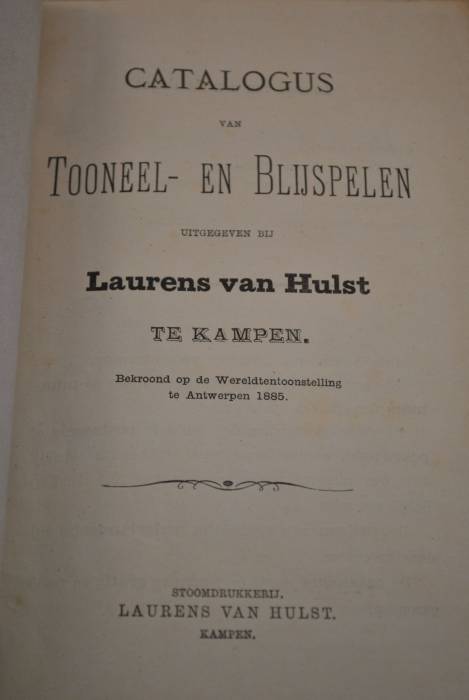 CATALOGUS
VAN
TOONEEL- EN BLIJSPELEN
UITGEGEVEN BIJ
Laurens van Hulst
TE KAMPEN.
Bekroond op de Wereldtentoonstelling
te Antwerpen 1885.
STOOMDRUKKERIJ.
LAURENS VAN HULST.
KAMPEN.